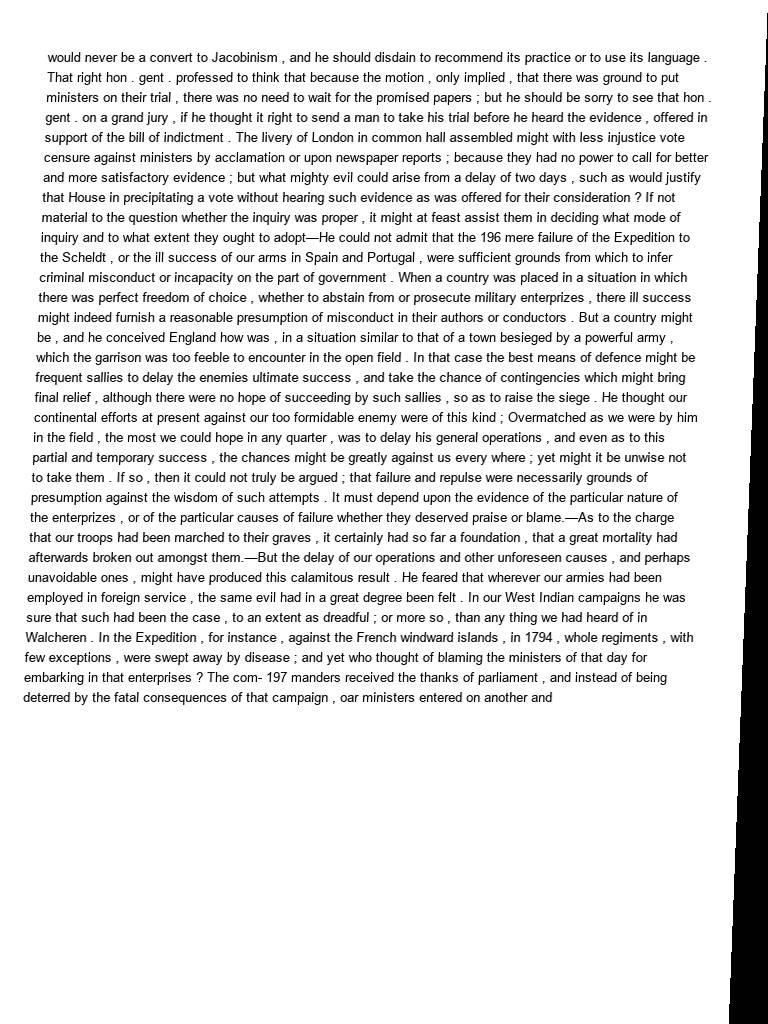 would never be a convert to Jacobinism , and he should disdain to recommend its practice or to use its language .
That right hon . gent . professed to think that because the motion , only implied , that there was ground to put
ministers on their trial , there was no need to wait for the promised papers ; but he should be sorry to see that hon .
gent . on a grand jury , if he thought it right to send a man to take his trial before he heard the evidence , offered in
support of the bill of indictment . The livery of London in common hall assembled might with less injustice vote
censure against ministers by acclamation or upon newspaper reports ; because they had no power to call for better
and more satisfactory evidence ; but what mighty evil could arise from a delay of two days , such as would justify
that House in precipitating a vote without hearing such evidence as was offered for their consideration ? If not
material to the question whether the inquiry was proper , it might at feast assist them in deciding what mode of
inquiry and to what extent they ought to adopt—He could not admit that the 196 mere failure of the Expedition to
the Scheldt , or the ill success of our arms in Spain and Portugal , were sufficient grounds from which to infer
criminal misconduct or incapacity on the part of government . When a country was placed in a situation in which
there was perfect freedom of choice , whether to abstain from or prosecute military enterprizes , there ill success
might indeed furnish a reasonable presumption of misconduct in their authors or conductors . But a country might
be , and he conceived England how was , in a situation similar to that of a town besieged by a powerful army ,
which the garrison was too feeble to encounter in the open field . In that case the best means of defence might be
frequent sallies to delay the enemies ultimate success , and take the chance of contingencies which might bring
final relief , although there were no hope of succeeding by such sallies , so as to raise the siege . He thought our
continental efforts at present against our too formidable enemy were of this kind ; Overmatched as we were by him
in the field , the most we could hope in any quarter , was to delay his general operations , and even as to this
partial and temporary success , the chances might be greatly against us every where ; yet might it be unwise not
to take them . If so , then it could not truly be argued ; that failure and repulse were necessarily grounds of
presumption against the wisdom of such attempts . It must depend upon the evidence of the particular nature of
the enterprizes , or of the particular causes of failure whether they deserved praise or blame.—As to the charge
that our troops had been marched to their graves , it certainly had so far a foundation , that a great mortality had
afterwards broken out amongst them.—But the delay of our operations and other unforeseen causes , and perhaps
unavoidable ones , might have produced this calamitous result . He feared that wherever our armies had been
employed in foreign service , the same evil had in a great degree been felt . In our West Indian campaigns he was
sure that such had been the case , to an extent as dreadful ; or more so , than any thing we had heard of in
Walcheren . In the Expedition , for instance , against the French windward islands , in 1794 , whole regiments , with
few exceptions , were swept away by disease ; and yet who thought of blaming the ministers of that day for
embarking in that enterprises ? The com- 197 manders received the thanks of parliament , and instead of being
deterred by the fatal consequences of that campaign , oar ministers entered on another and